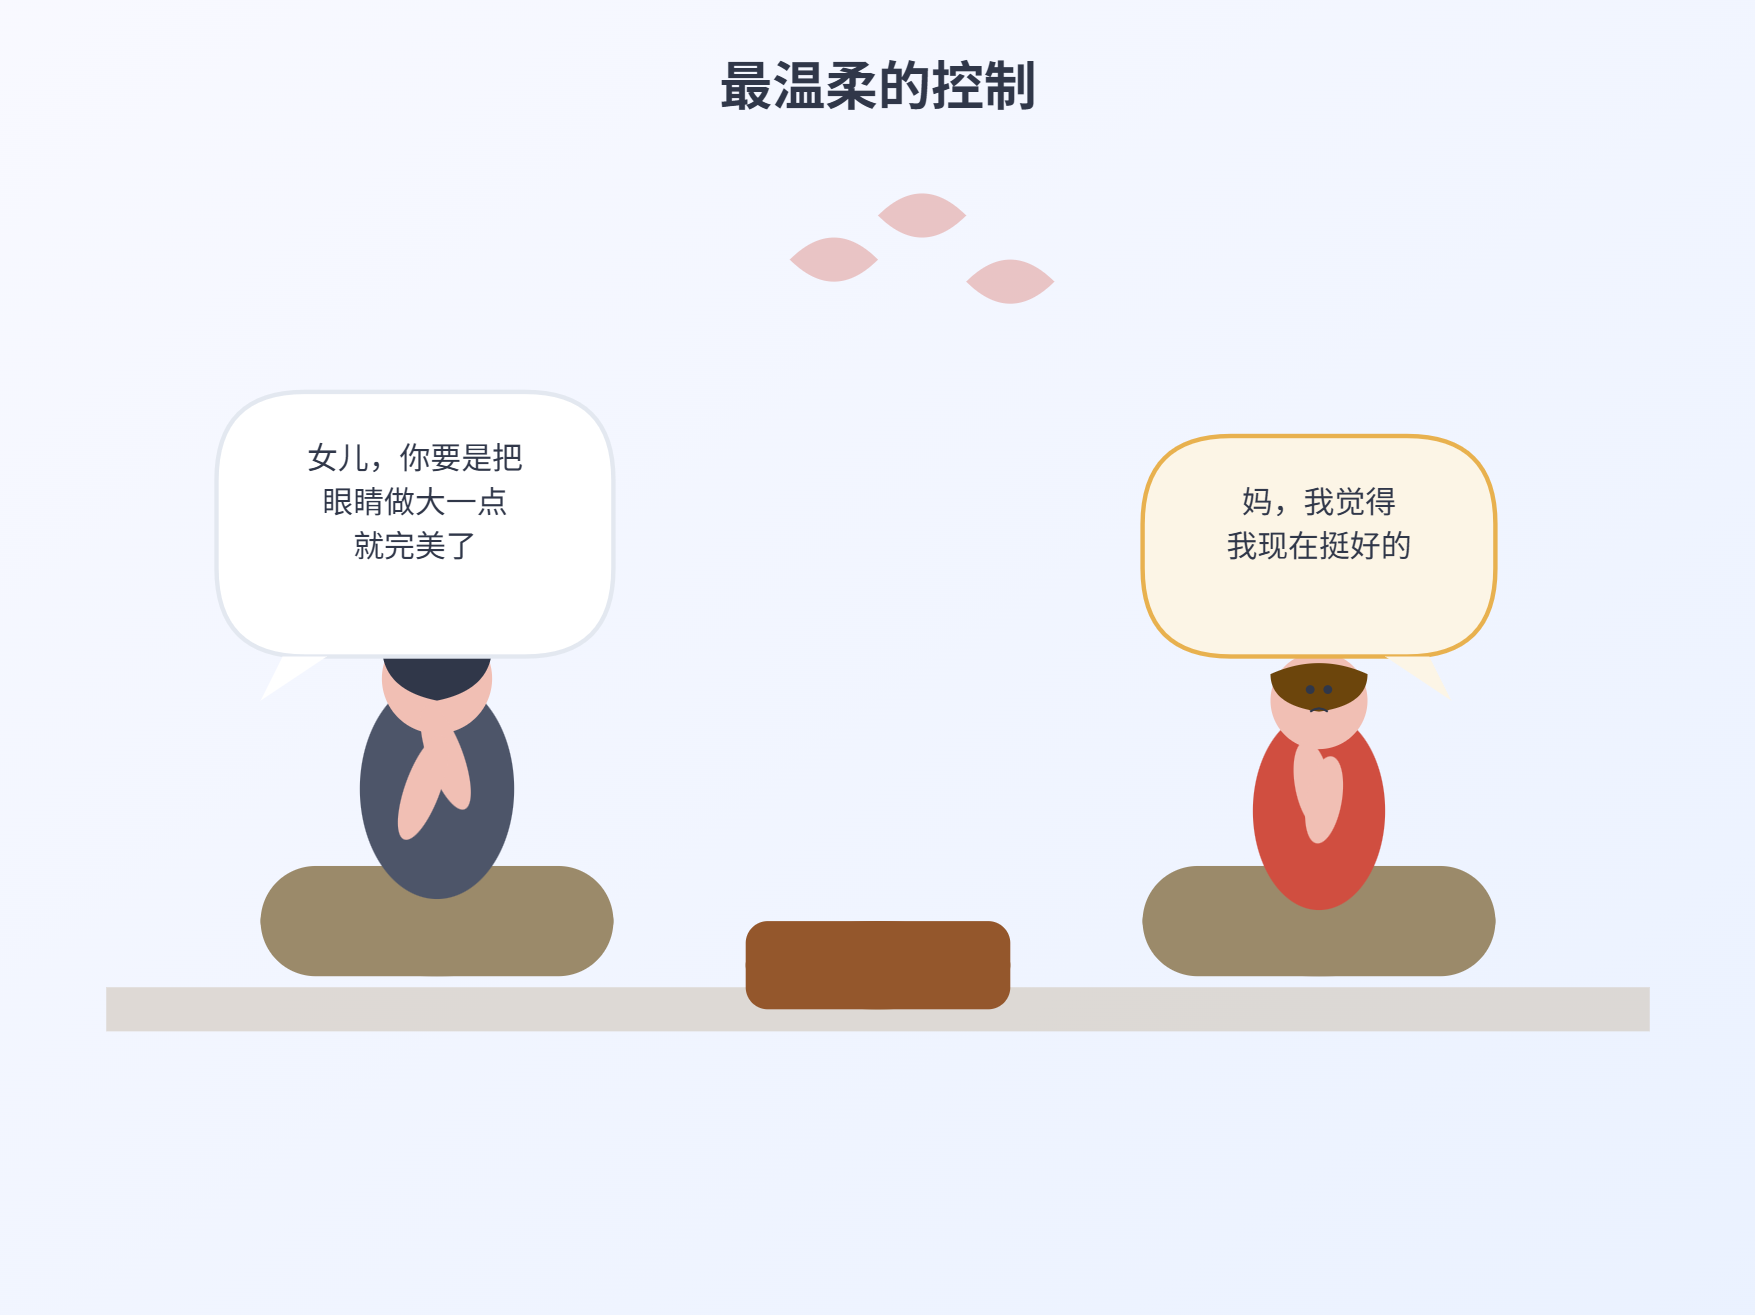 最温柔的控制
女儿，你要是把
眼睛做大一点
就完美了
妈，我觉得
我现在挺好的